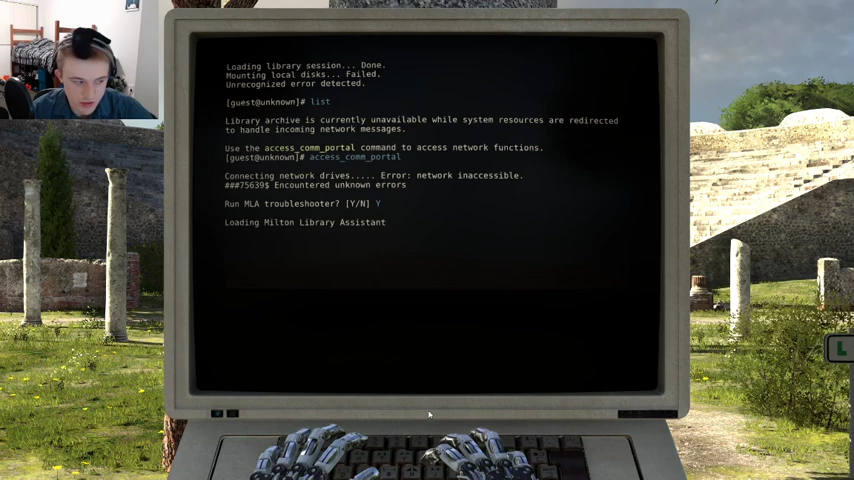 Loading library session... Done.
Mounting local disks... Failed.
Unrecognized error detected.
[guest@unknown]# list
Library archive is currently unavailable while system resources are redirected
to handle incoming network messages.
Use the access_comm_portal command to access network functions.
[guest@unknown]# access_comm_portal
Connecting network drives..... Error: network inaccessible.
###75639$ Encountered unknown errors
Run MLA troubleshooter? [Y/N] Y
Loading Milton Library Assistant
L